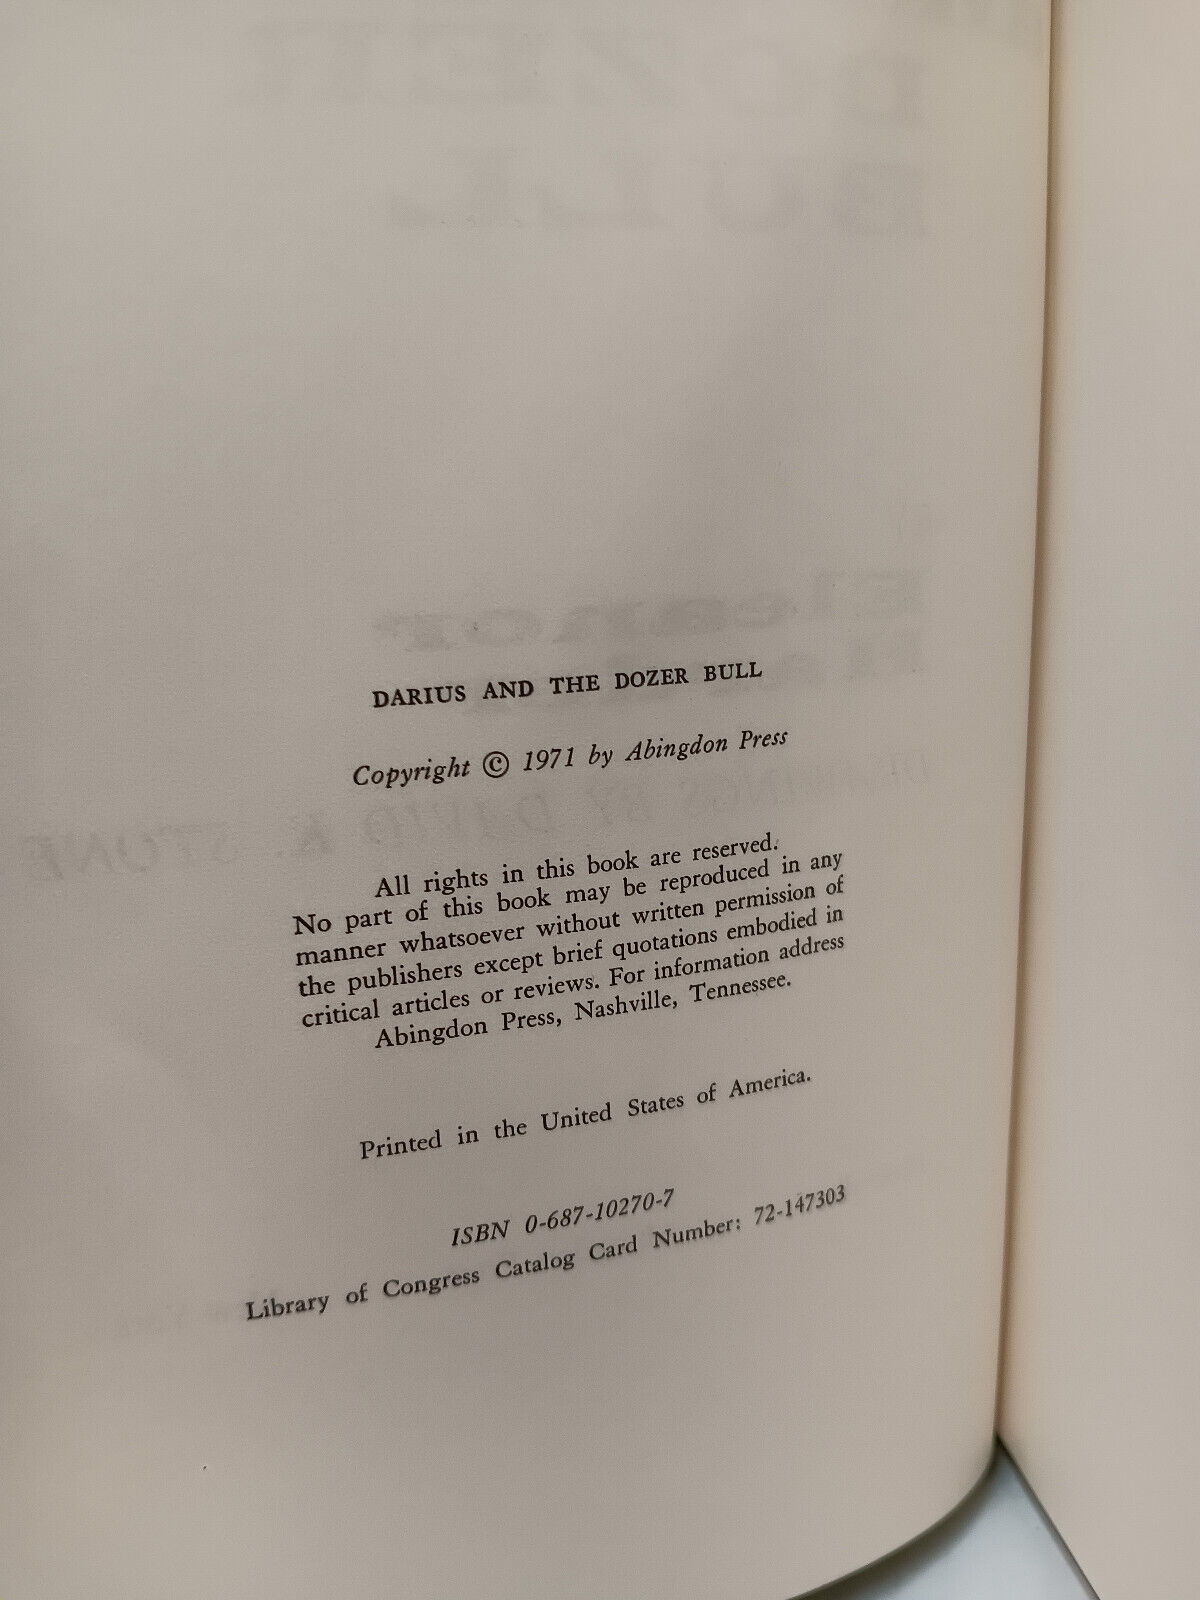 DARIUS AND THE DOZER BULL
Copyright © 1971 by Abingdon Press
All rights in this book are reserved.
No part of this book may be reproduced in any
manner whatsoever without written permission of
the publishers except brief quotations embodied in
critical articles or reviews. For information address
Abingdon Press, Nashville, Tennessee.
Printed in the United States of America.
ISBN 0-687-10270-7
Library of Congress Catalog Card Number: 72-147303